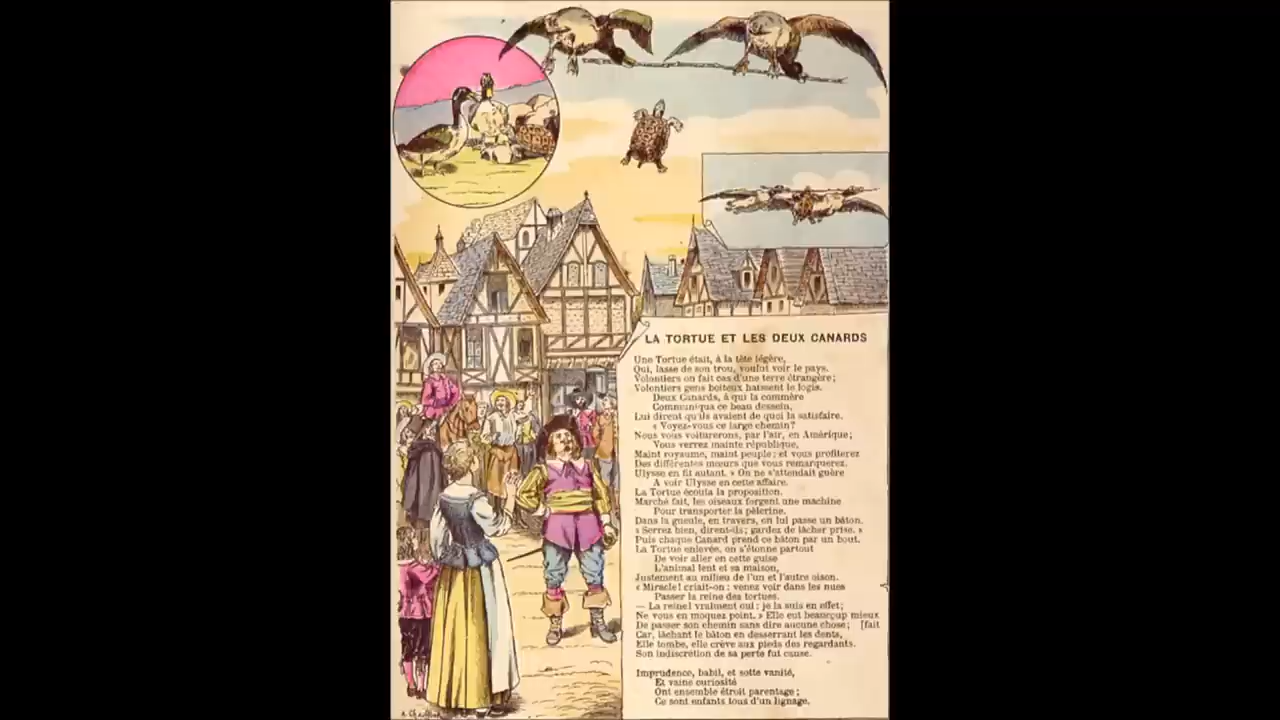 LA TORTUE ET LES DEUX CANARDS
Une Tortue était, à la tête légère,
Qui, lasse de son trou, voulut voir le pays.
Volontiers on fait cas d'une terre étrangère;
Volontiers gens boiteux haïssent le logis.
Deux Canards, à qui la commère
Communiqua ce beau dessein,
Lui dirent qu'ils avaient de quoi la satisfaire.
« Voyez-vous ce large chemin?
Nous vous voiturerons, par l'air, en Amérique;
Vous verrez mainte république,
Maint royaume, maint peuple; et vous profiterez
Des différentes mœurs que vous remarquerez.
Ulysse en fit autant. » On ne s'attendait guère
A voir Ulysse en cette affaire.
La Tortue écouta la proposition.
Marché fait, les oiseaux forgent une machine
Pour transporter la pèlerine.
Dans la gueule, en travers, on lui passe un bâton.
« Serrez bien, dirent-ils; gardez de lâcher prise. »
Puis chaque Canard prend ce bâton par un bout.
La Tortue enlevée, on s'étonne partout
De voir aller en cette guise
L'animal lent et sa maison,
Justement au milieu de l'un et l'autre oison.
« Miracle! criait-on: venez voir dans les nues
Passer la reine des tortues.
— La reine! vraiment oui: je la suis en effet;
Ne vous en moquez point. » Elle eut beaucoup mieux
De passer son chemin sans dire aucune chose; [fait
Car, lâchant le bâton en desserrant les dents,
Elle tombe, elle crève aux pieds des regardants.
Son indiscrétion de sa perte fut cause.
Imprudence, babil, et sotte vanité,
Et vaine curiosité
Ont ensemble étroit parentage;
Ce sont enfants tous d'un lignage.